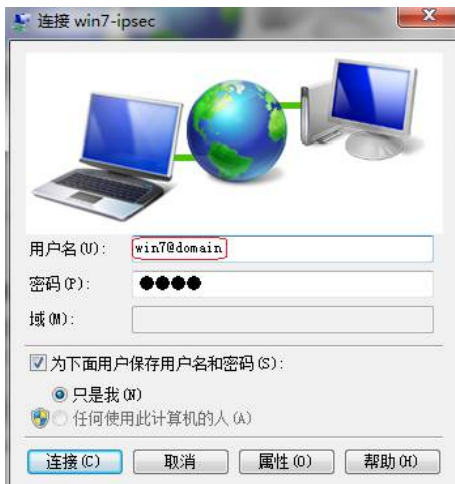 连接 win7-ipsec
用户名(U):
win7@domain
密码(P):
域(M):
为下面用户保存用户名和密码(S):
只是我(N)
任何使用此计算机的人(A)
连接(C) 取消 属性(O) 帮助(H)